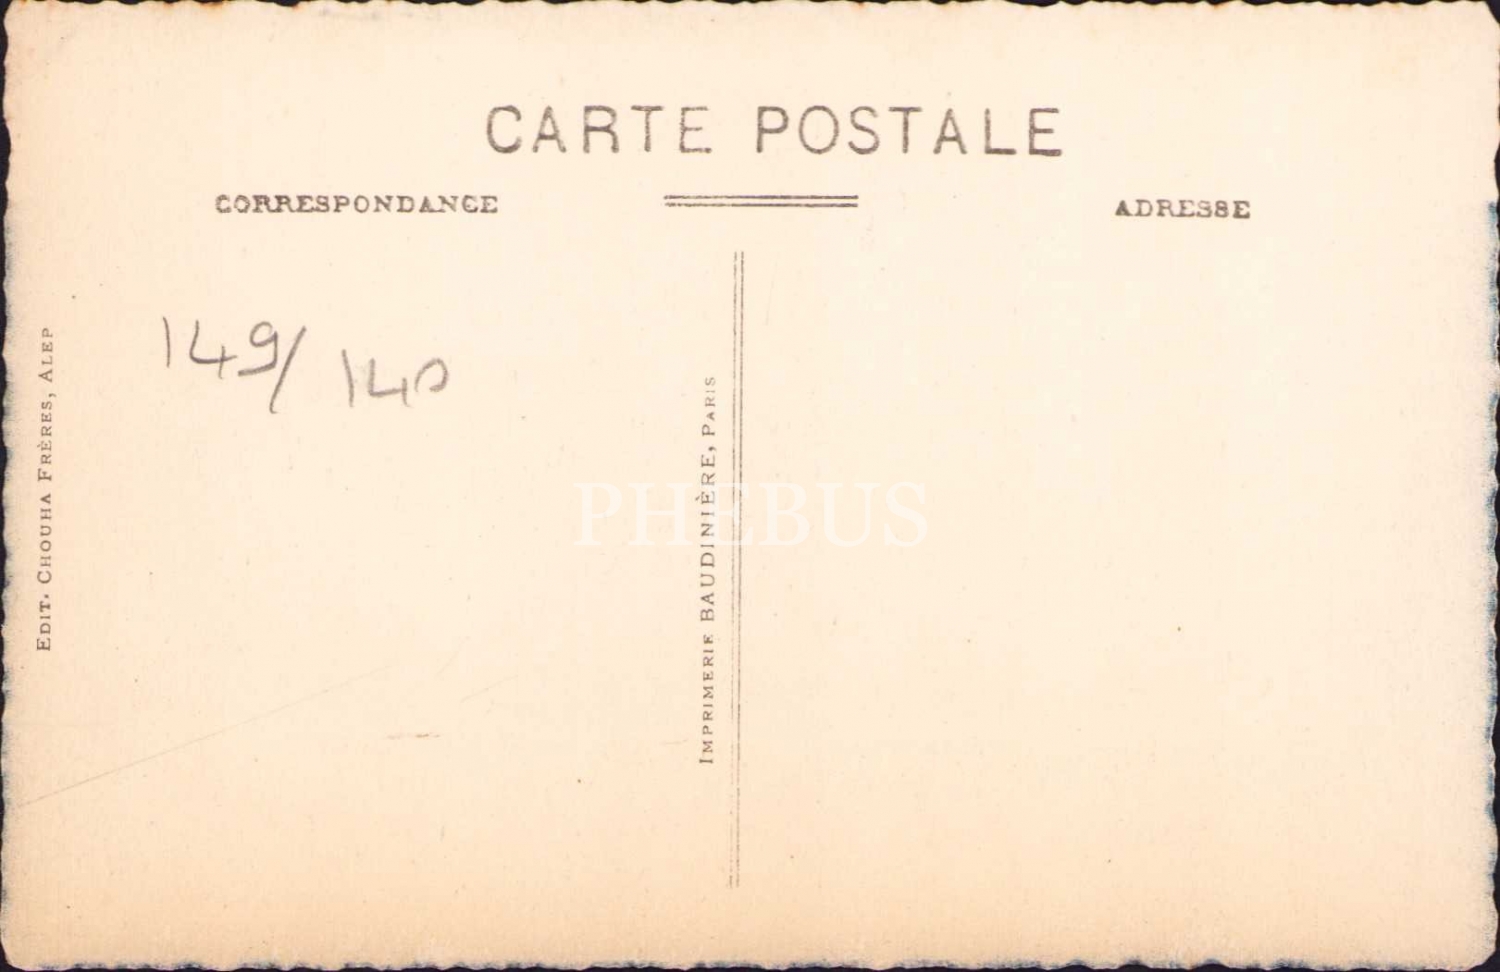 CARTE POSTALE
CORRESPONDANCE
ADRESSE
149/140
EDIT. CHOUHA FRÈRES, ALEP
IMPRIMERIE BAUDINIÈRE, PARIS
PHEBUS